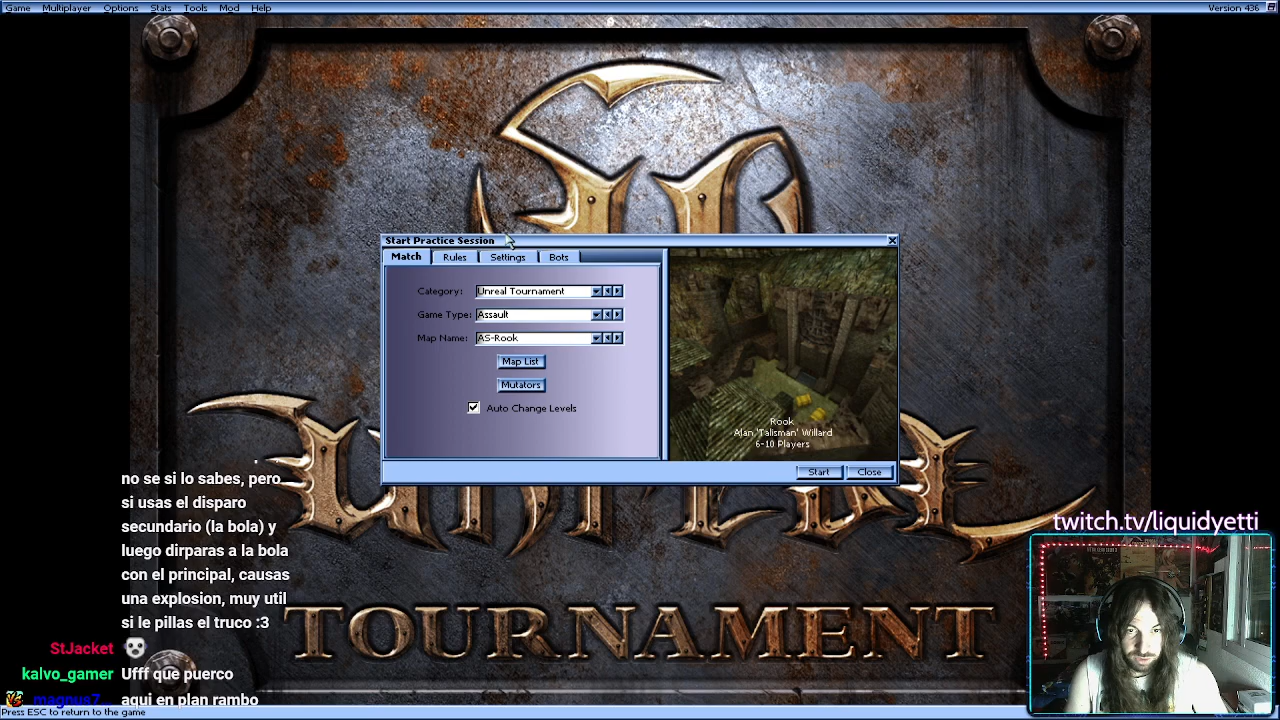 Game Multiplayer Options Stats Tools Mod Help Version 436
Start Practice Session
Match Rules Settings Bots
Category: Unreal Tournament
Game Type: Assault
Map Name: AS-Rook
Map List
Mutators
Auto Change Levels
Rook
Alan 'Talisman' Willard
6-10 Players
Start Close
TOURNAMENT
no se si lo sabes, pero
si usas el disparo
secundario (la bola) y
luego dirparas a la bola
con el principal, causas
una explosion, muy util
si le pillas el truco :3
StJacket
kalvo_gamer Ufff que puerco
magnus7... aqui en plan rambo
twitch.tv/liquidyetti
Press ESC to return to the game